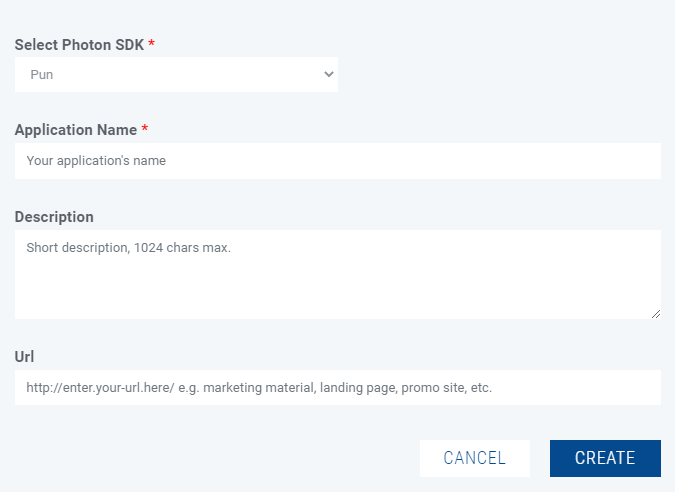 Select Photon SDK *
Pun
Application Name *
Your application's name
Description
Short description, 1024 chars max.
Url
http://enter.your-url.here/ e.g. marketing material, landing page, promo site, etc.
CANCEL CREATE